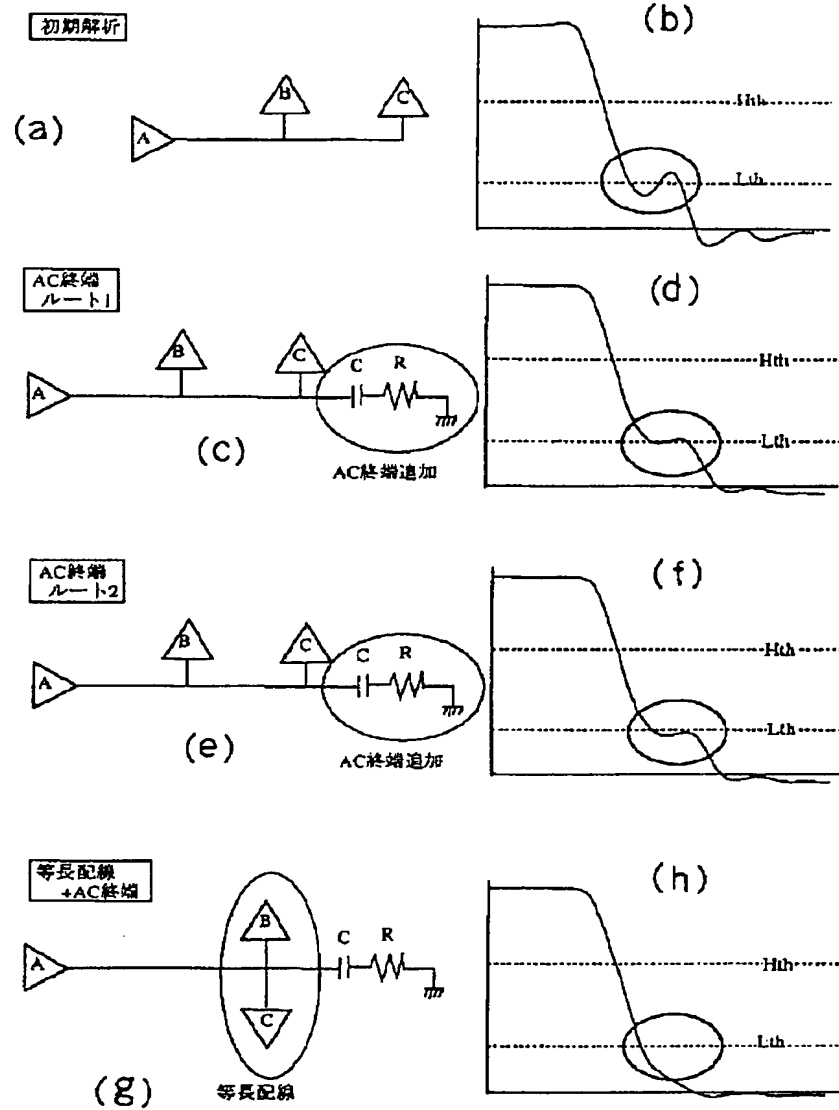 初期解析
(a)
A
B
C
(b)
Hth
Lth
AC終端
ルート1
(c)
A
B
C
C
R
AC終端追加
(d)
Hth
Lth
AC終端
ルート2
(e)
A
B
C
C
R
AC終端追加
(f)
Hth
Lth
等長配線
+AC終端
(g)
A
B
C
C
R
等長配線
(h)
Hth
Lth